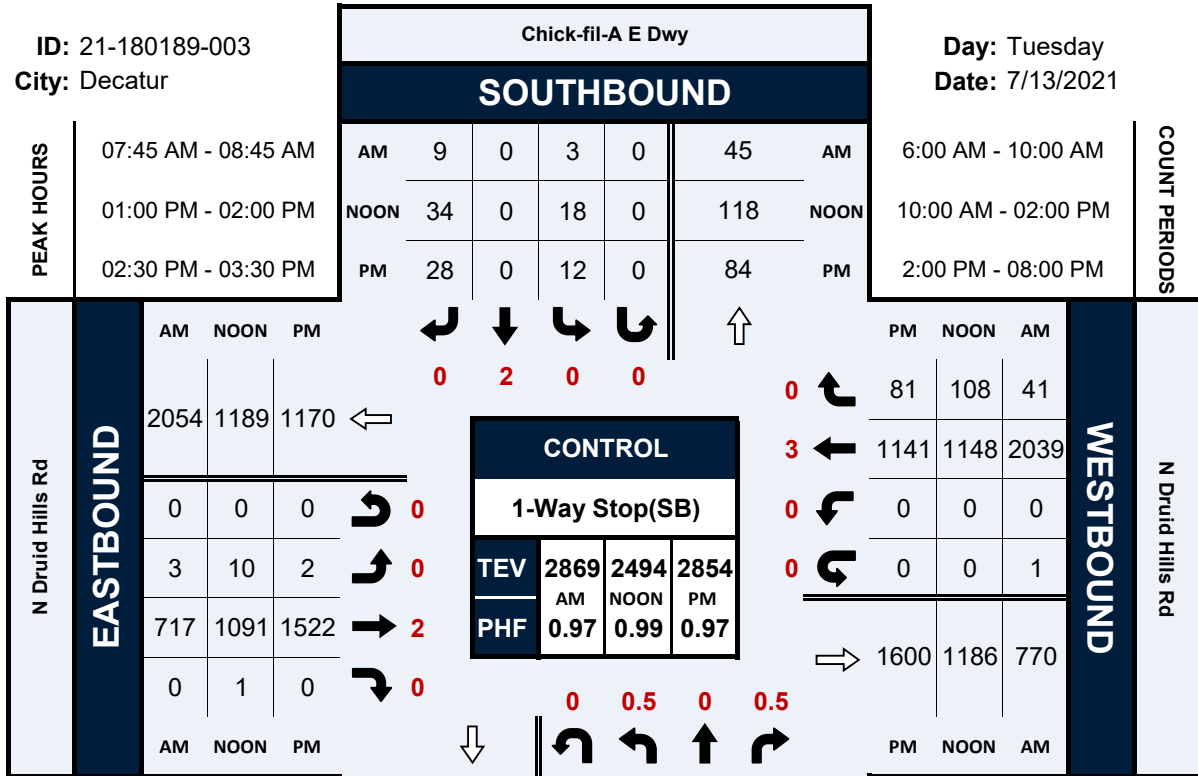 ID: 21-180189-003
City: Decatur
Chick-fil-A E Dwy
SOUTHBOUND
Day: Tuesday
Date: 7/13/2021
PEAK HOURS
07:45 AM - 08:45 AM
01:00 PM - 02:00 PM
02:30 PM - 03:30 PM
AM 9 0 3 0 45 AM
NOON 34 0 18 0 118 NOON
PM 28 0 12 0 84 PM
6:00 AM - 10:00 AM
10:00 AM - 02:00 PM
2:00 PM - 08:00 PM
COUNT PERIODS
0 2 0 0
N Druid Hills Rd
EASTBOUND
AM NOON PM
2054 1189 1170
0 0 0 0
3 10 2 0
717 1091 1522 2
0 1 0 0
AM NOON PM
CONTROL
1-Way Stop(SB)
TEV 2869 2494 2854
AM NOON PM
PHF 0.97 0.99 0.97
PM NOON AM
0 81 108 41
3 1141 1148 2039
0 0 0 0
0 0 0 1
1600 1186 770
PM NOON AM
WESTBOUND
N Druid Hills Rd
0 0.5 0 0.5